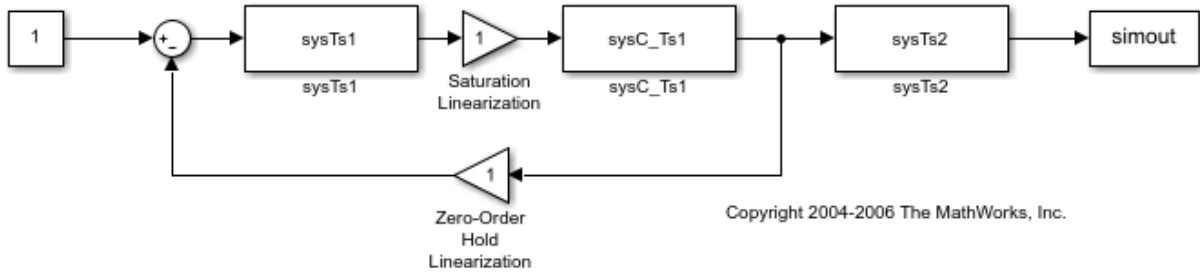 1
+
-
sysTs1
sysTs1
1
Saturation
Linearization
sysC_Ts1
sysC_Ts1
sysTs2
sysTs2
simout
1
Zero-Order
Hold
Linearization
Copyright 2004-2006 The MathWorks, Inc.